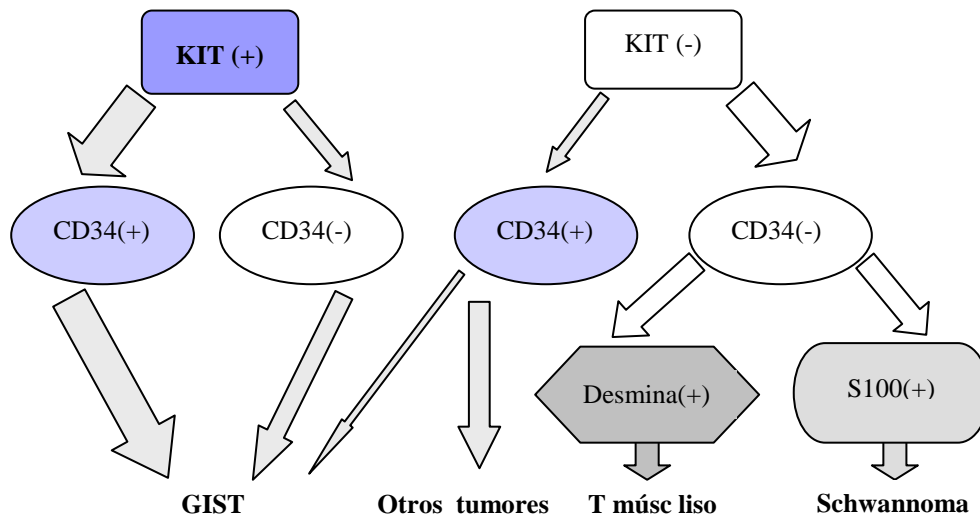 KIT (+)
KIT (-)
CD34(+)
CD34(-)
CD34(+)
CD34(-)
Desmina(+)
S100(+)
GIST
Otros tumores
T músc liso
Schwannoma